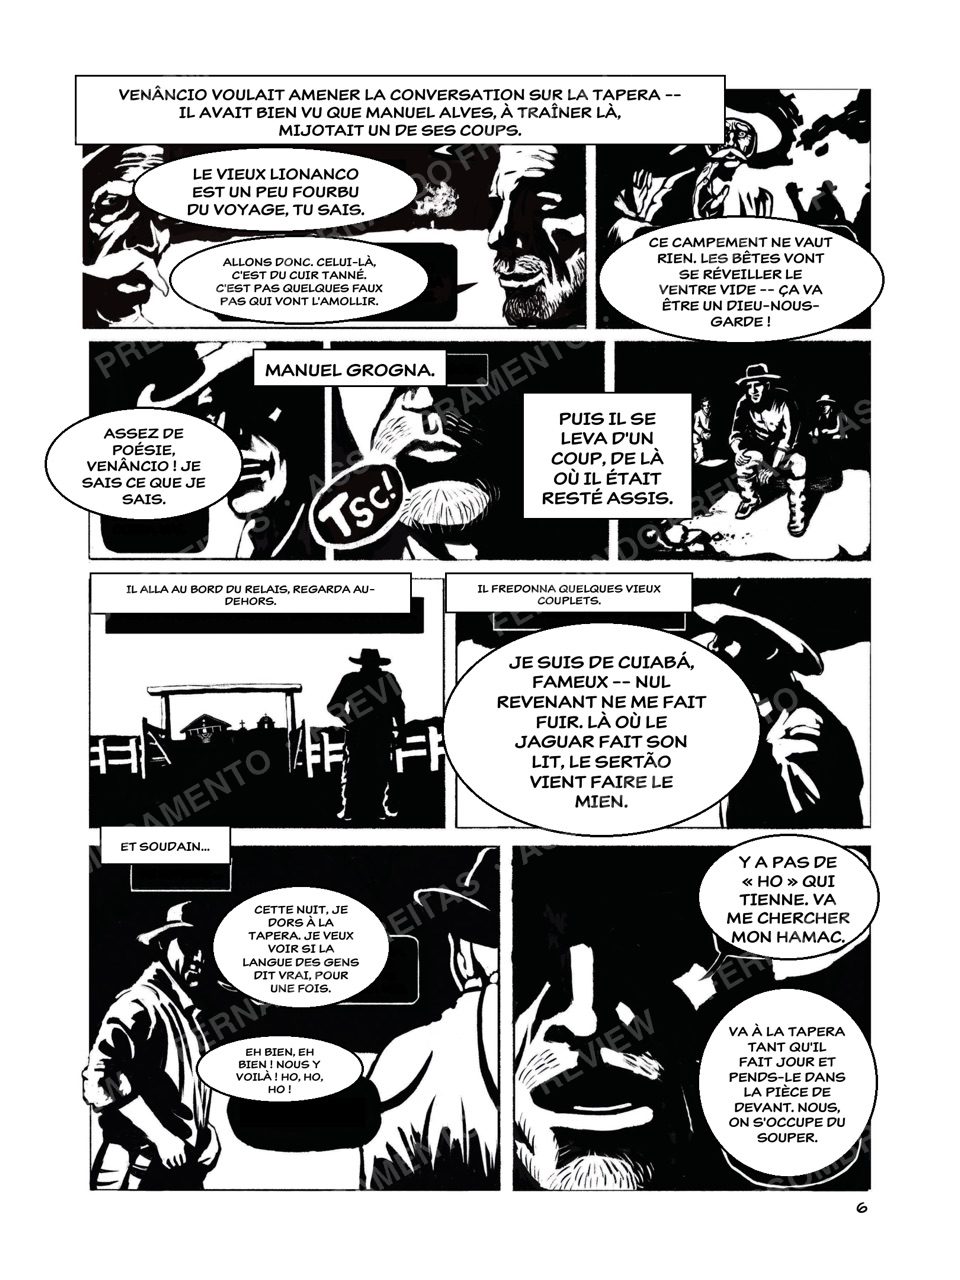 VENÂNCIO VOULAIT AMENER LA CONVERSATION SUR LA TAPERA --
IL AVAIT BIEN VU QUE MANUEL ALVES, À TRAÎNER LÀ,
MIJOTAIT UN DE SES COUPS.
LE VIEUX LIONANCO
EST UN PEU FOURBU
DU VOYAGE, TU SAIS.
ALLONS DONC. CELUI-LÀ,
C'EST DU CUIR TANNÉ.
C'EST PAS QUELQUES FAUX
PAS QUI VONT L'AMOLLIR.
CE CAMPEMENT NE VAUT
RIEN. LES BÊTES VONT
SE RÉVEILLER LE
VENTRE VIDE -- ÇA VA
ÊTRE UN DIEU-NOUS-
GARDE !
MANUEL GROGNA.
ASSEZ DE
POÉSIE,
VENÂNCIO ! JE
SAIS CE QUE JE
SAIS.
TSC!
PUIS IL SE
LEVA D'UN
COUP, DE LÀ
OÙ IL ÉTAIT
RESTÉ ASSIS.
IL ALLA AU BORD DU RELAIS, REGARDA AU-
DEHORS.
IL FREDONNA QUELQUES VIEUX
COUPLETS.
JE SUIS DE CUIABÁ,
FAMEUX -- NUL
REVENANT NE ME FAIT
FUIR. LÀ OÙ LE
JAGUAR FAIT SON
LIT, LE SERTÃO
VIENT FAIRE LE
MIEN.
ET SOUDAIN...
CETTE NUIT, JE
DORS À LA
TAPERA. JE VEUX
VOIR SI LA
LANGUE DES GENS
DIT VRAI, POUR
UNE FOIS.
EH BIEN, EH
BIEN ! NOUS Y
VOILÀ ! HO, HO,
HO !
Y A PAS DE
« HO » QUI
TIENNE. VA
ME CHERCHER
MON HAMAC.
VA À LA TAPERA
TANT QU'IL
FAIT JOUR ET
PENDS-LE DANS
LA PIÈCE DE
DEVANT. NOUS,
ON S'OCCUPE DU
SOUPER.
6